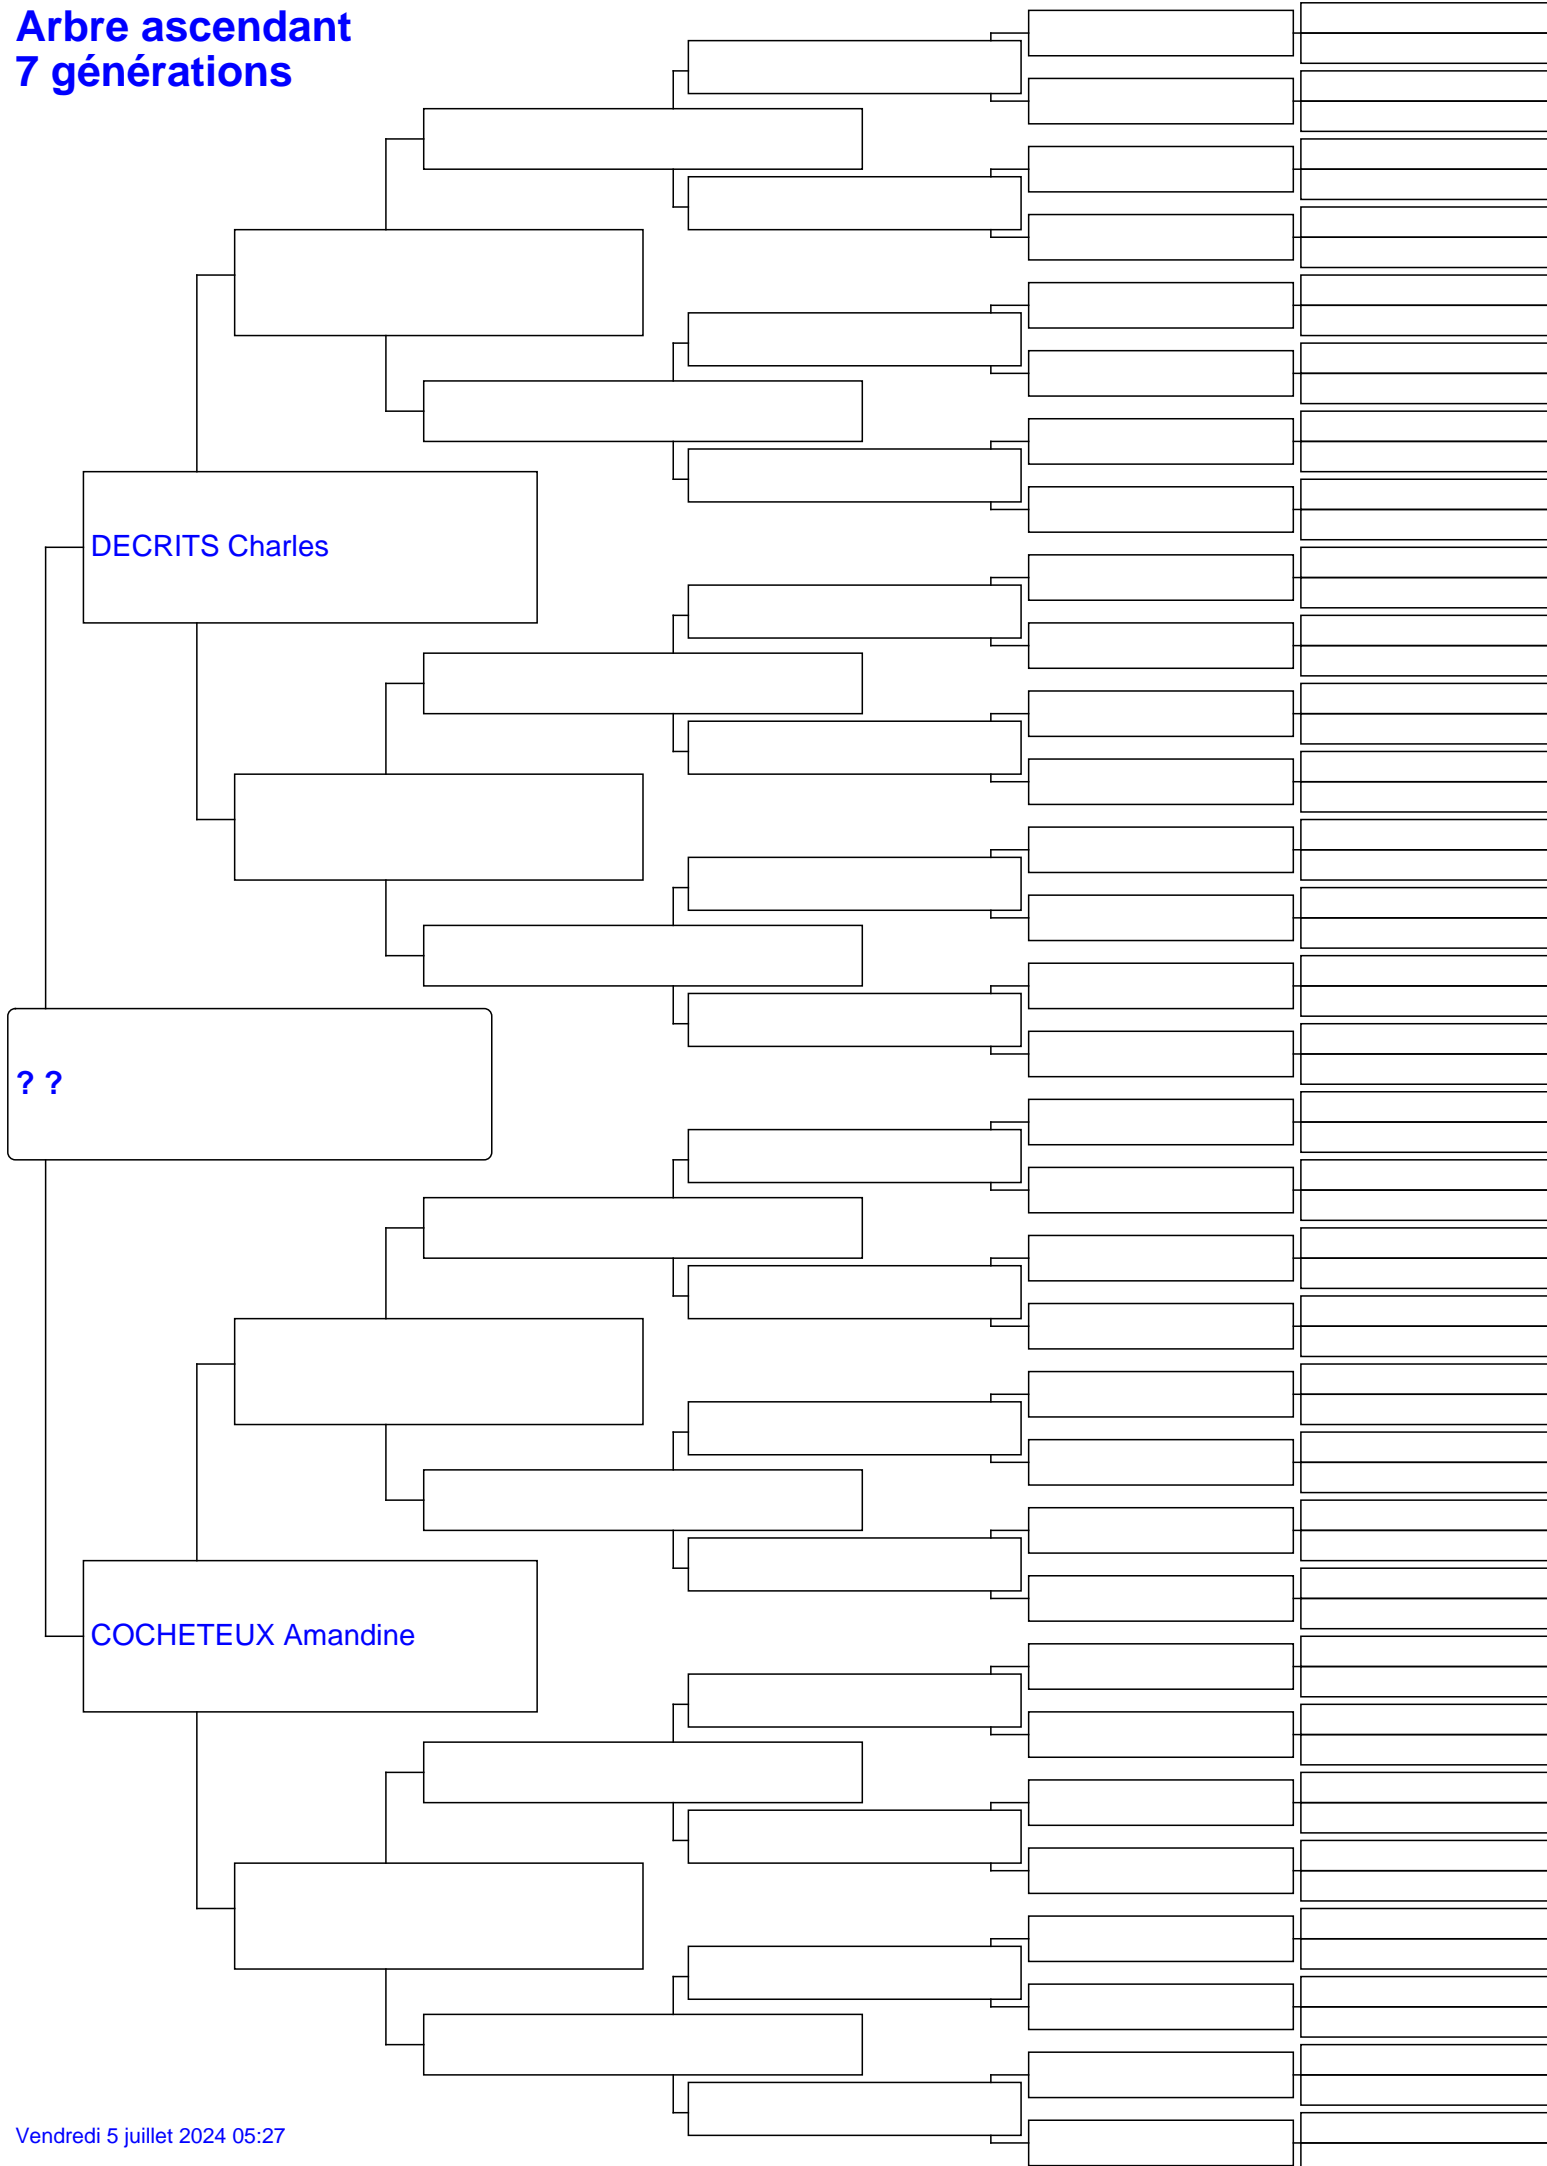 Arbre ascendant
7 générations
DECRITS Charles
? ?
COCHETEUX Amandine
Vendredi 5 juillet 2024 05:27